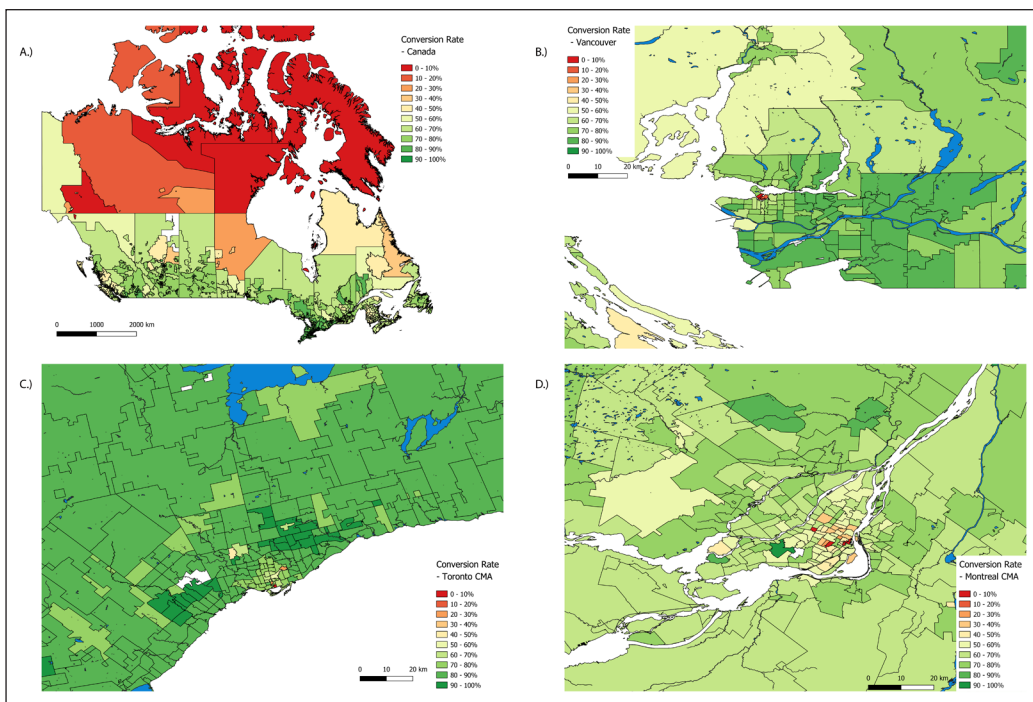 A.)
Conversion Rate
- Canada
0 - 10%
10 - 20%
20 - 30%
30 - 40%
40 - 50%
50 - 60%
60 - 70%
70 - 80%
80 - 90%
90 - 100%
0 1000 2000 km
B.)
Conversion Rate
- Vancouver
0 - 10%
10 - 20%
20 - 30%
30 - 40%
40 - 50%
50 - 60%
60 - 70%
70 - 80%
80 - 90%
90 - 100%
0 10 20 km
C.)
Conversion Rate
- Toronto CMA
0 - 10%
10 - 20%
20 - 30%
30 - 40%
40 - 50%
50 - 60%
60 - 70%
70 - 80%
80 - 90%
90 - 100%
0 10 20 km
D.)
Conversion Rate
- Montreal CMA
0 - 10%
10 - 20%
20 - 30%
30 - 40%
40 - 50%
50 - 60%
60 - 70%
70 - 80%
80 - 90%
90 - 100%
0 10 20 km